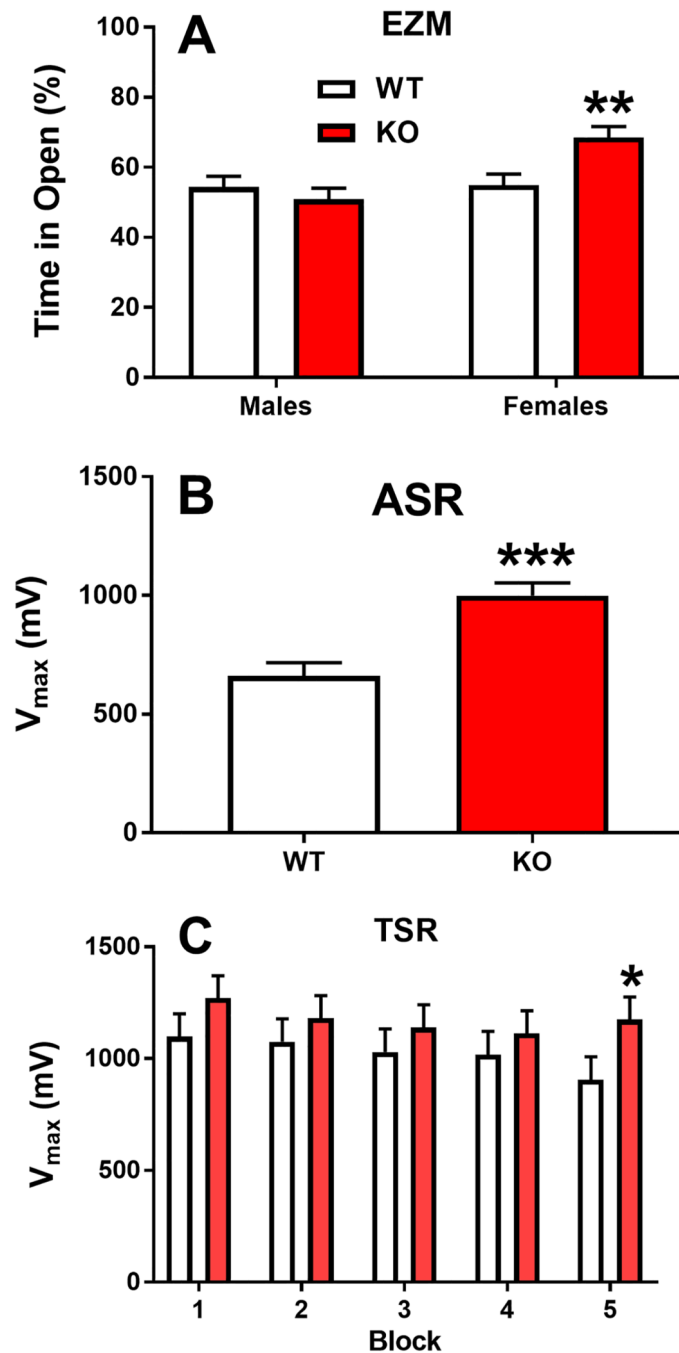 A
EZM
WT
KO
**
100
80
60
40
20
0
Time in Open (%)
Males Females
B
ASR
***
1500
1000
500
0
Vmax (mV)
WT KO
C
TSR
*
1500
1000
500
0
Vmax (mV)
1 2 3 4 5
Block